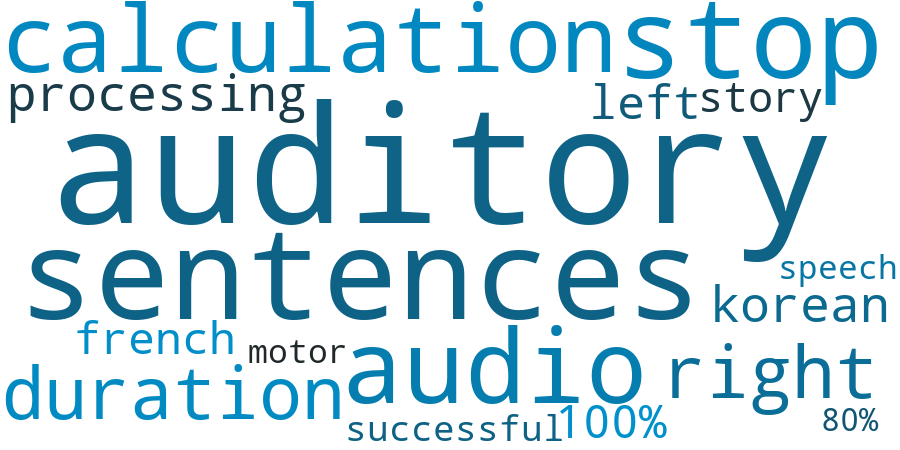 calculation stop
processing left story
auditory
sentences speech
korean
french motor audio right
duration
successful 100% 80%